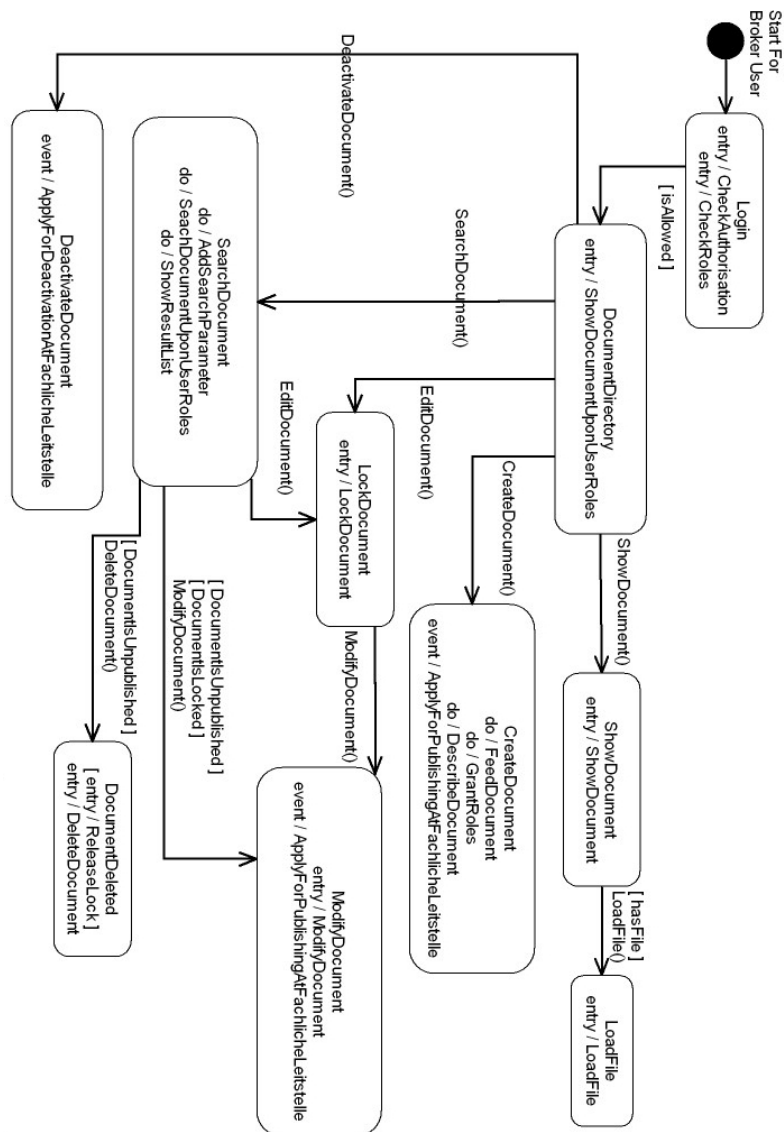 Start For
Broker User
Login
entry / CheckAuthorisation
entry / CheckRoles
[ isAllowed ]
DocumentDirectory
entry / ShowDocumentUponUserRoles
ShowDocument()
ShowDocument
entry / ShowDocument
[ hasFile ]
LoadFile()
LoadFile
entry / LoadFile
DeactivateDocument()
SearchDocument()
EditDocument()
CreateDocument()
CreateDocument
do / FeedDocument
do / GrantRoles
do / DescribeDocument
event / ApplyForPublishingAtFachlicheLeitstelle
LockDocument
entry / LockDocument
EditDocument()
ModifyDocument()
SearchDocument
do / AddSearchParameter
do / SeachDocumentUponUserRoles
do / ShowResultList
[ DocumentIsUnpublished ]
[ DocumentIsLocked ]
ModifyDocument()
ModifyDocument
entry / ModifyDocument
event / ApplyForPublishingAtFachlicheLeitstelle
[ DocumentIsUnpublished ]
DeleteDocument()
DocumentDeleted
[ entry / ReleaseLock ]
entry / DeleteDocument
DeactivateDocument
event / ApplyForDeactivationAtFachlicheLeitstelle